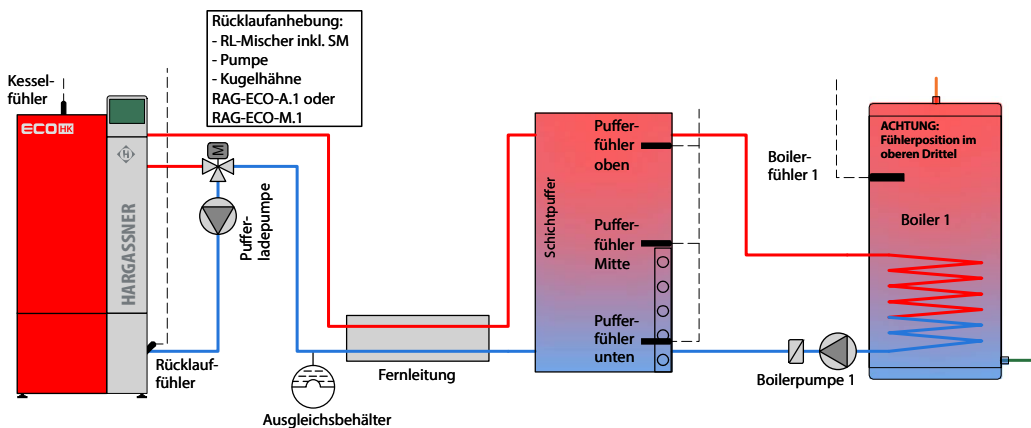 Rücklaufanhebung:
- RL-Mischer inkl. SM
- Pumpe
- Kugelhähne
RAG-ECO-A.1 oder
RAG-ECO-M.1
Kessel-
fühler
ECO HK
H
HARGASSNER
M
Puffer-
ladepumpe
Rücklauf-
fühler
Ausgleichsbehälter
Fernleitung
Schichtpuffer
Puffer-
fühler
oben
Puffer-
fühler
Mitte
Puffer-
fühler
unten
Boiler-
fühler 1
ACHTUNG:
Fühlerposition im
oberen Drittel
Boiler 1
Boilerpumpe 1